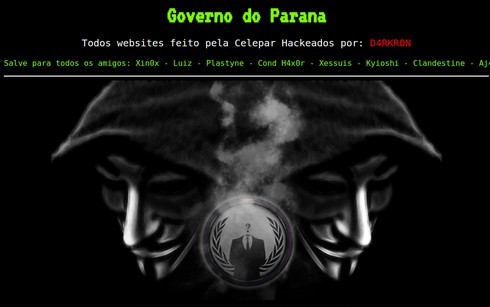 Governo do Parana
Todos websites feito pela Celepar Hackeados por: D4RKR0N
Salve para todos os amigos: Xin0x - Luiz - Plastyne - Cond H4x0r - Xessuis - Kyioshi - Clandestine -
?